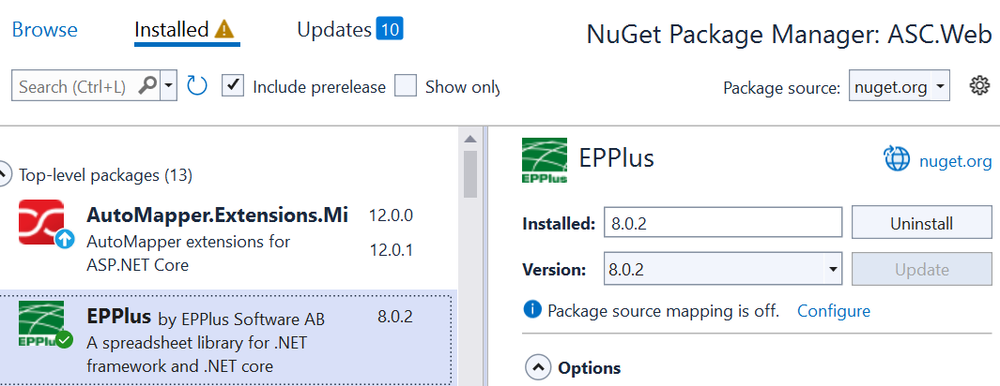 Browse
Installed
Updates 10
NuGet Package Manager: ASC.Web
Search (Ctrl+L)
Include prerelease
Show only
Package source: nuget.org
Top-level packages (13)
AutoMapper.Extensions.Mi 12.0.0
AutoMapper extensions for 12.0.1
ASP.NET Core
EPPlus
EPPlus by EPPlus Software AB 8.0.2
A spreadsheet library for .NET
framework and .NET core
EPPlus
EPPlus
nuget.org
Installed: 8.0.2 Uninstall
Version: 8.0.2 Update
Package source mapping is off. Configure
Options